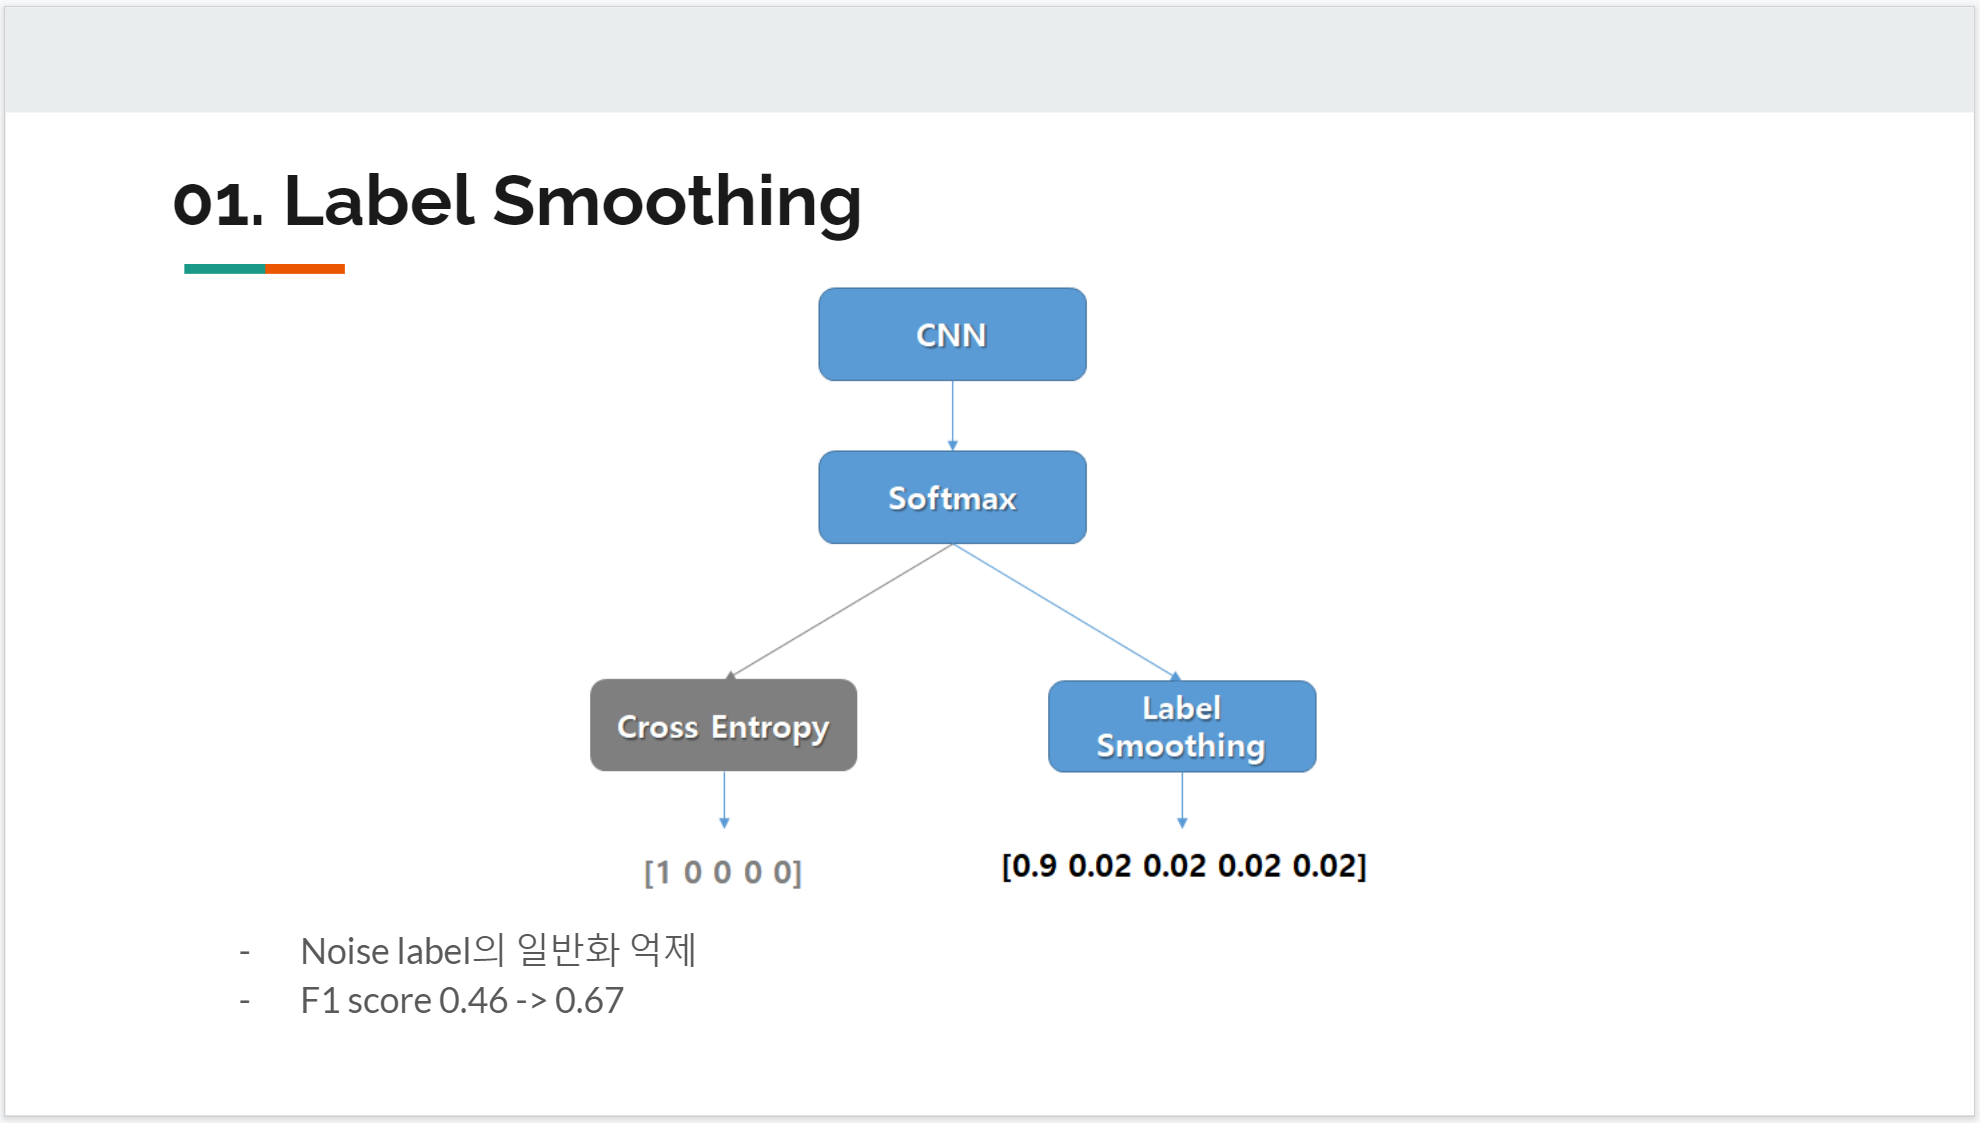 01. Label Smoothing
CNN
Softmax
Cross Entropy
Label
Smoothing
[1 0 0 0 0]
[0.9 0.02 0.02 0.02 0.02]
- Noise label의 일반화 억제
- F1 score 0.46 -> 0.67